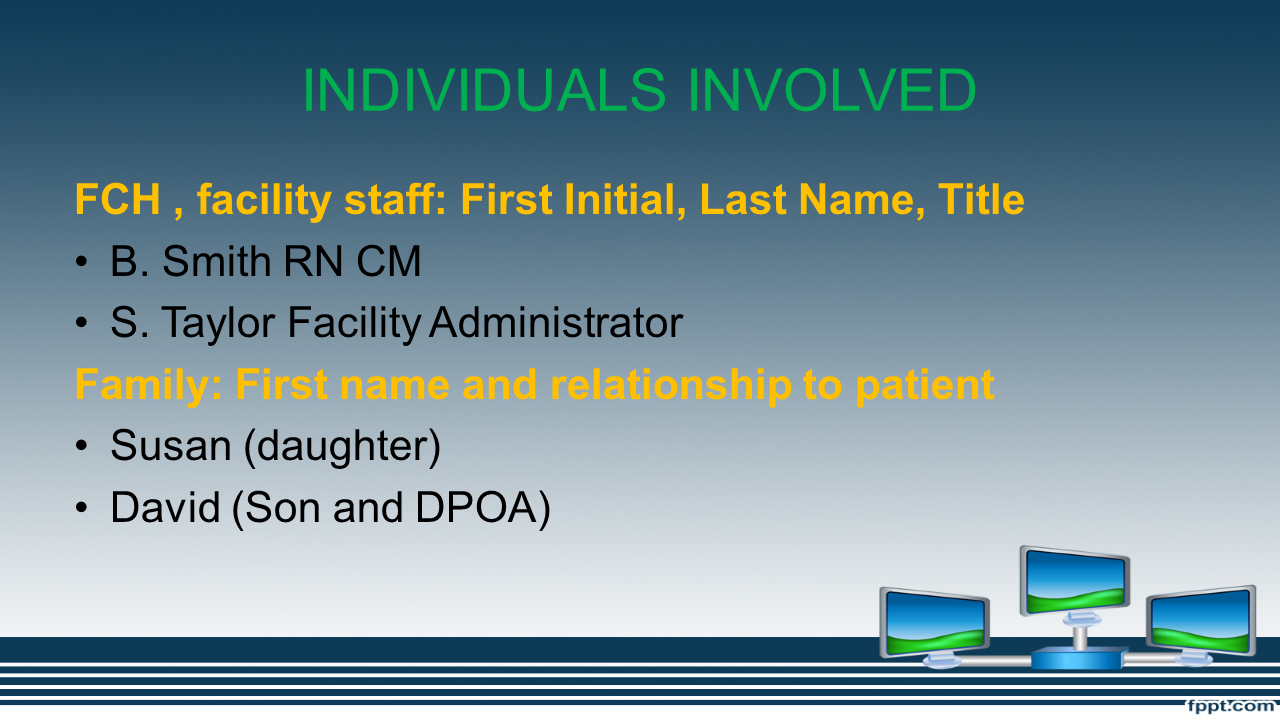 INDIVIDUALS INVOLVED
FCH , facility staff: First Initial, Last Name, Title
• B. Smith RN CM
• S. Taylor Facility Administrator
Family: First name and relationship to patient
• Susan (daughter)
• David (Son and DPOA)
fppt.com